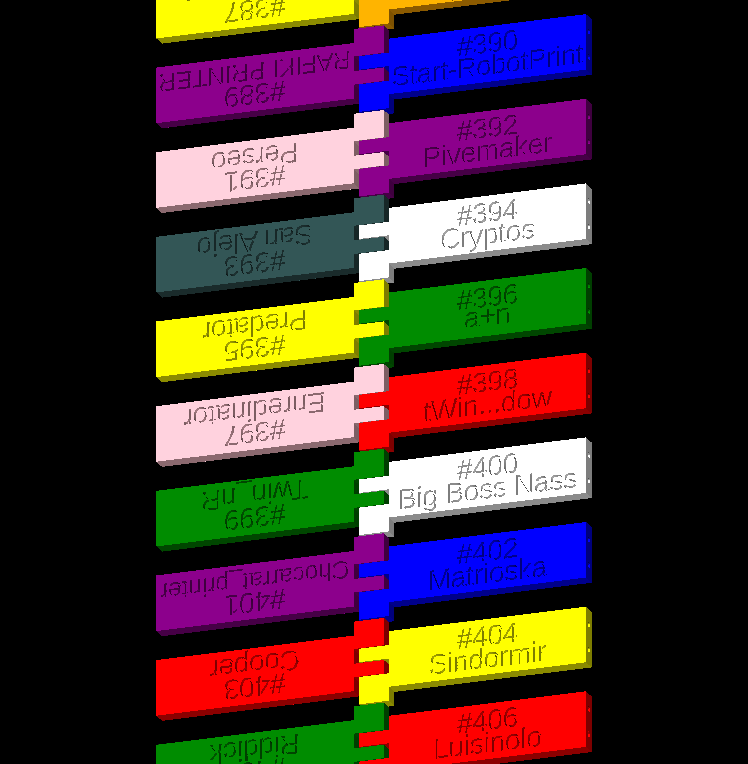 #387
#390
Start-RobotPrint
#389
RAFIKI PRINTER
#392
Pivemaker
#391
Perseo
#394
Cryptos
#393
San Alejo
#396
a+n
#395
Predator
#398
tWin...dow
#397
Enredinator
#400
Big Boss Nass
#399
Twin_nR
#402
Matrioska
#401
Chocarrat_printer
#404
Sindormir
#403
Cooper
#406
Luisinolo
Riddick